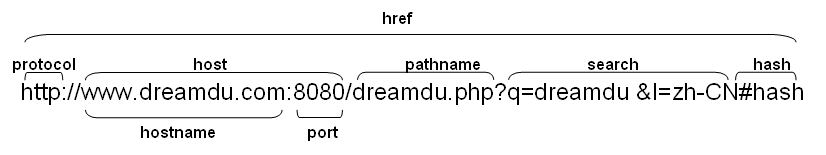 href
protocol host pathname search hash
http://www.dreamdu.com:8080/dreamdu.php?q=dreamdu &l=zh-CN#hash
hostname port